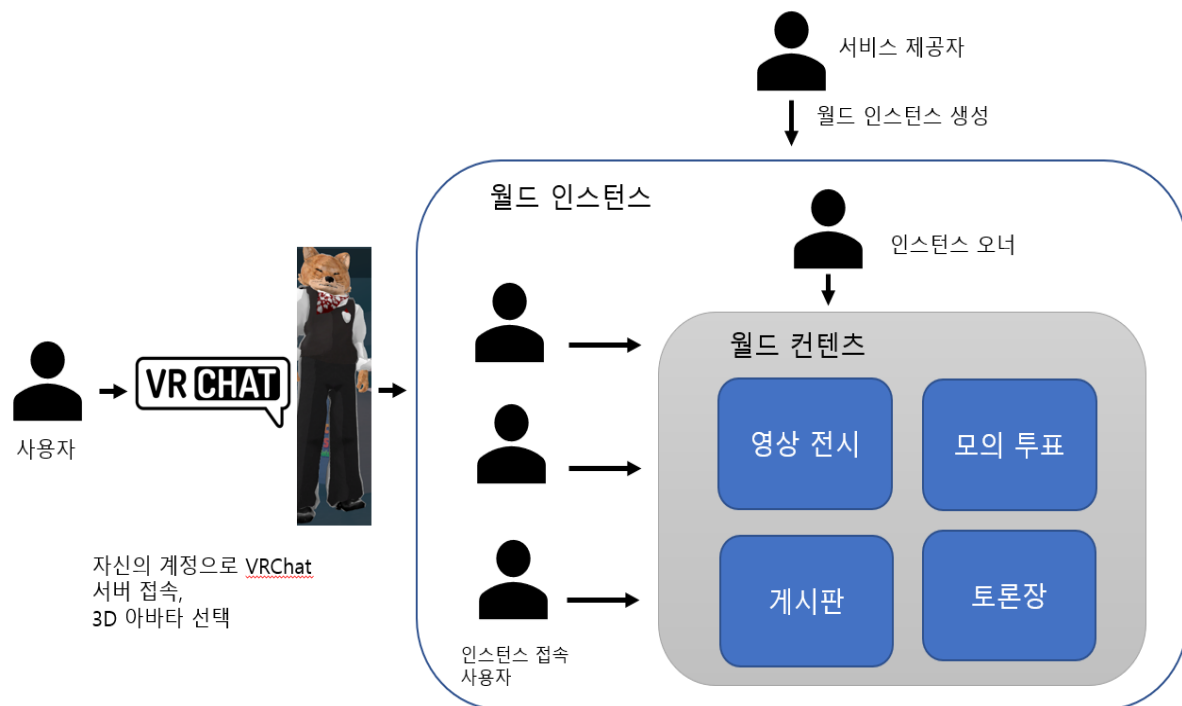 서비스 제공자
월드 인스턴스 생성
월드 인스턴스
인스턴스 오너
월드 컨텐츠
영상 전시
모의 투표
게시판
토론장
VR CHAT
사용자
자신의 계정으로 VRChat
서버 접속,
3D 아바타 선택
인스턴스 접속
사용자